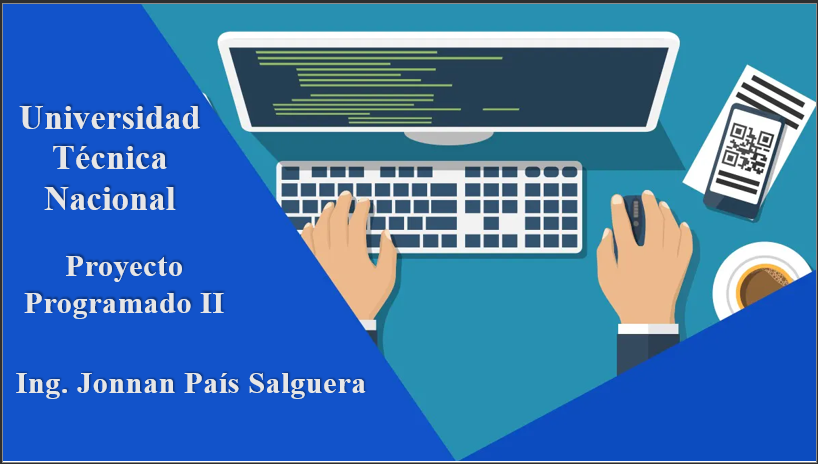 Universidad
Técnica
Nacional
Proyecto
Programado II
Ing. Jonnan País Salguera